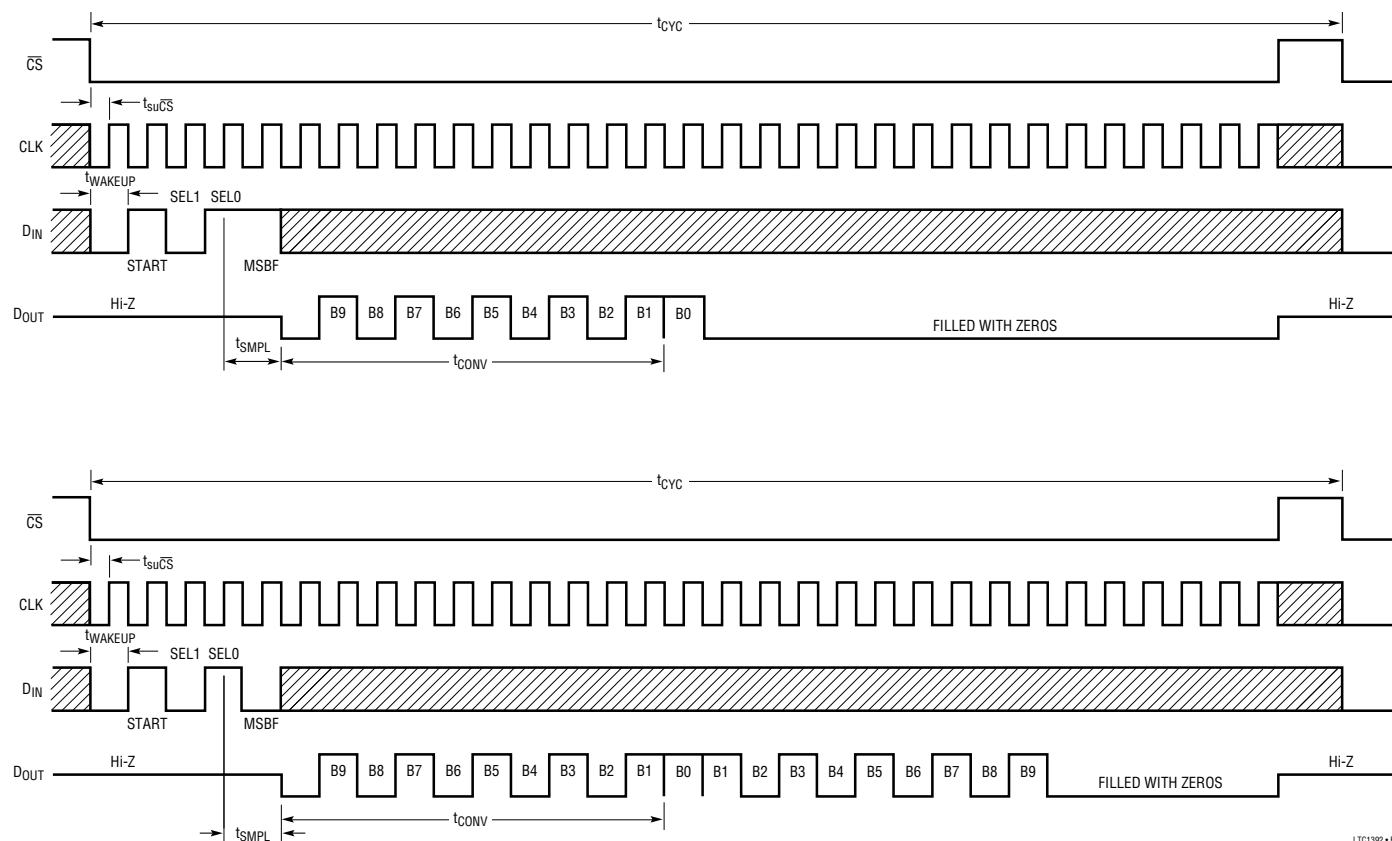 tCYC
CS
tsuCS
CLK
tWAKEUP
SEL1 SEL0
DIN
START MSBF
Hi-Z Hi-Z
DOUT B9 B8 B7 B6 B5 B4 B3 B2 B1 B0
FILLED WITH ZEROS
tSMPL
tCONV
tCYC
CS
tsuCS
CLK
tWAKEUP
SEL1 SEL0
DIN
START MSBF
Hi-Z Hi-Z
DOUT B9 B8 B7 B6 B5 B4 B3 B2 B1 B0 B1 B2 B3 B4 B5 B6 B7 B8 B9
FILLED WITH ZEROS
tCONV
tSMPL
LTC1392 •